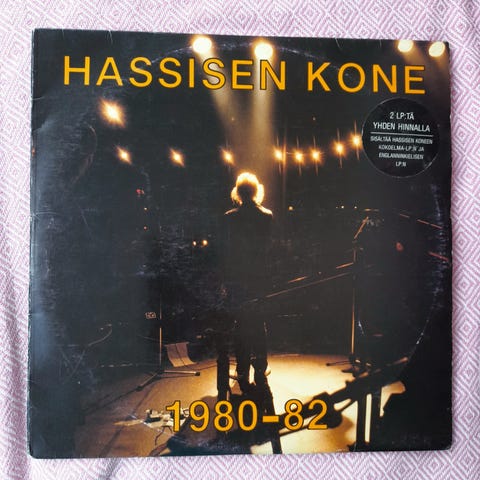 HASSISEN KONE
2 LP:TÄ
YHDEN HINNALLA
SISÄLTÄÄ HASSISEN KONEEN
KOKOELMA-LP:N JA
ENGLANNINKIELISEN
LP:N
1980-82